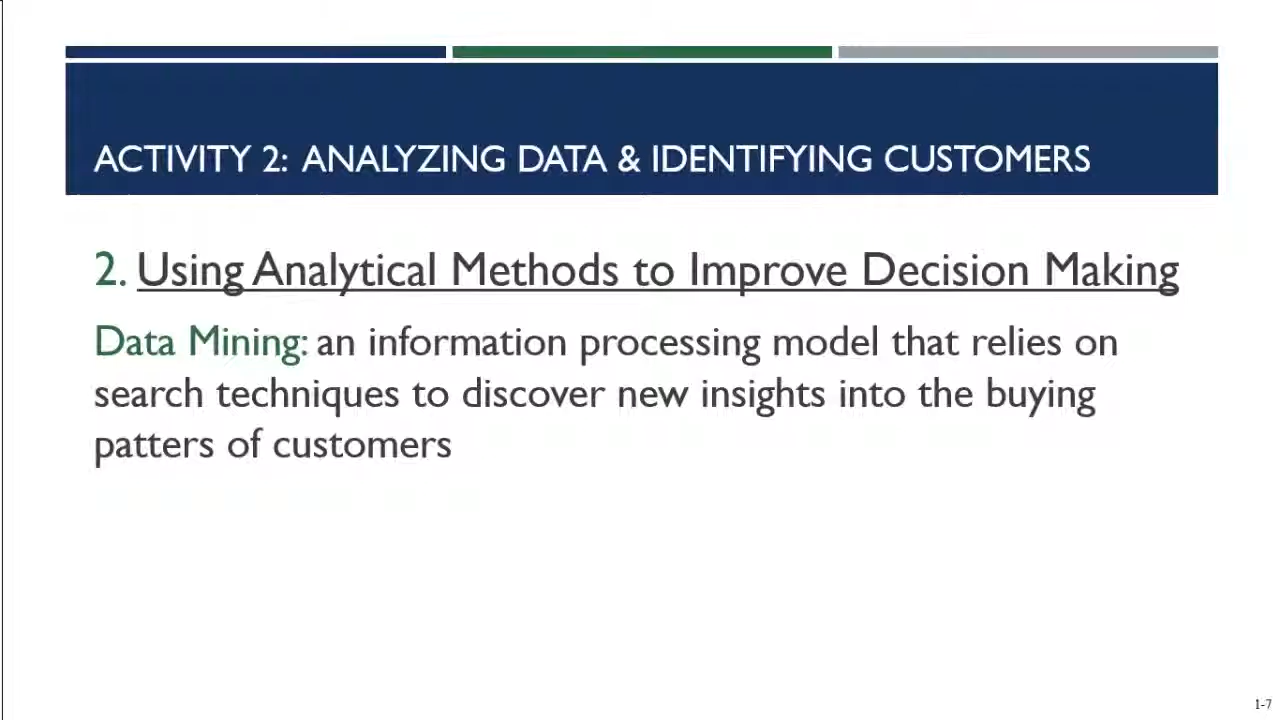 ACTIVITY 2: ANALYZING DATA & IDENTIFYING CUSTOMERS
2. Using Analytical Methods to Improve Decision Making
Data Mining: an information processing model that relies on
search techniques to discover new insights into the buying
patters of customers
1-7